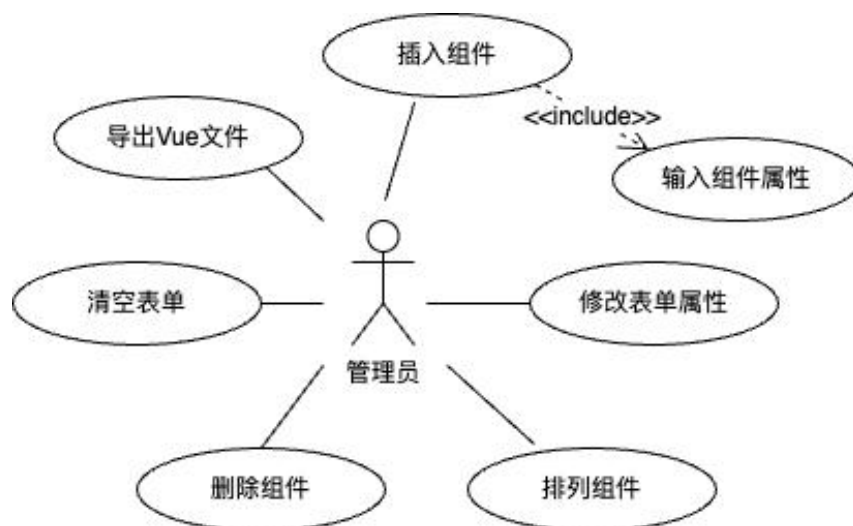 插入组件
<<include>>
导出Vue文件
输入组件属性
清空表单
修改表单属性
管理员
删除组件
排列组件